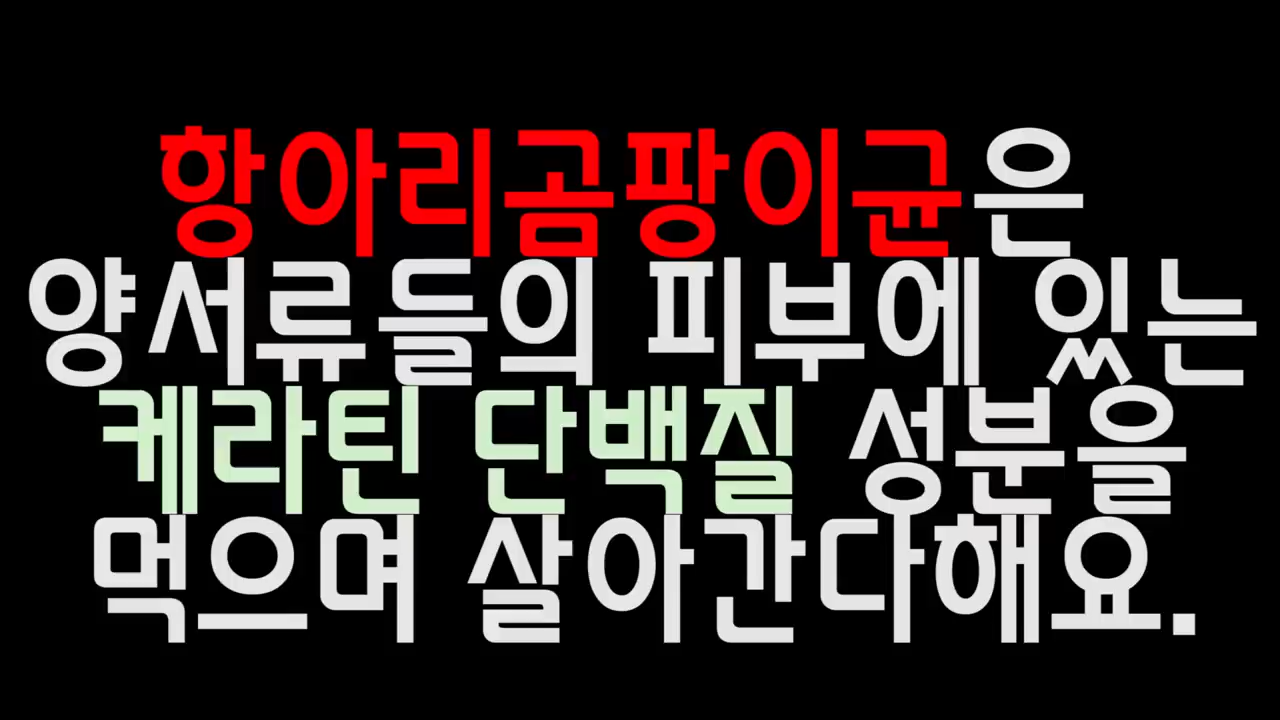 항아리곰팡이균은
양서류들의 피부에 있는
케라틴 단백질 성분을
먹으며 살아간다해요.